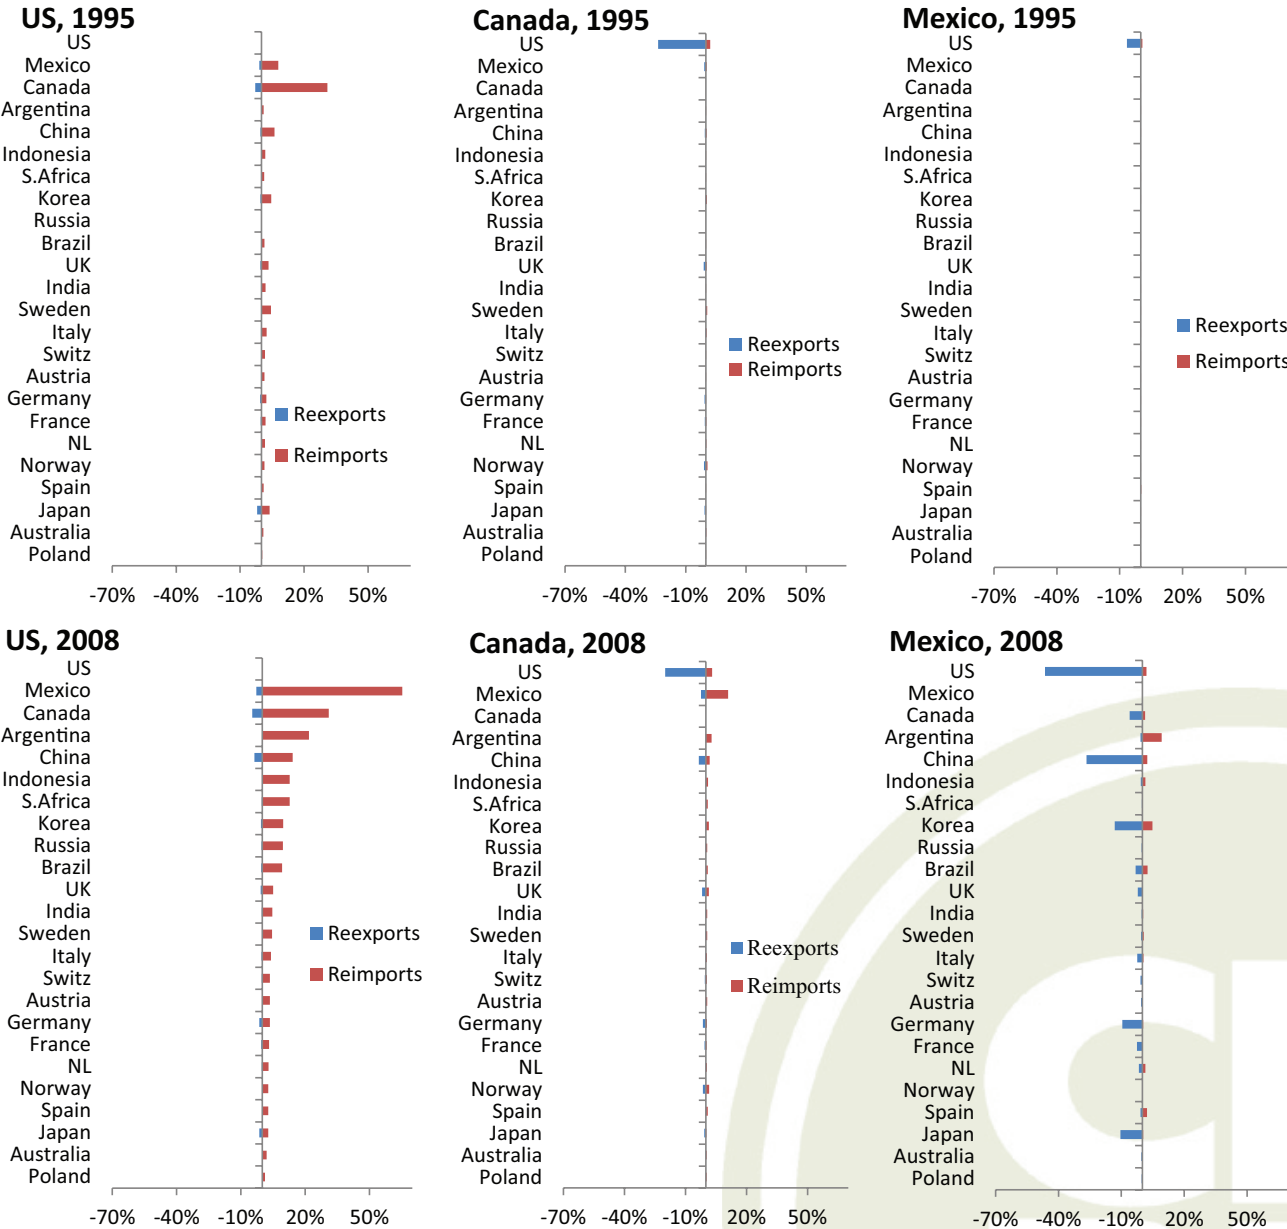 US, 1995
US
Mexico
Canada
Argentina
China
Indonesia
S.Africa
Korea
Russia
Brazil
UK
India
Sweden
Italy
Switz
Austria
Germany
France
NL
Norway
Spain
Japan
Australia
Poland
Reexports
Reimports
-70% -40% -10% 20% 50%
Canada, 1995
US
Mexico
Canada
Argentina
China
Indonesia
S.Africa
Korea
Russia
Brazil
UK
India
Sweden
Italy
Switz
Austria
Germany
France
NL
Norway
Spain
Japan
Australia
Poland
Reexports
Reimports
-70% -40% -10% 20% 50%
Mexico, 1995
US
Mexico
Canada
Argentina
China
Indonesia
S.Africa
Korea
Russia
Brazil
UK
India
Sweden
Italy
Switz
Austria
Germany
France
NL
Norway
Spain
Japan
Australia
Poland
Reexports
Reimports
-70% -40% -10% 20% 50%
US, 2008
US
Mexico
Canada
Argentina
China
Indonesia
S.Africa
Korea
Russia
Brazil
UK
India
Sweden
Italy
Switz
Austria
Germany
France
NL
Norway
Spain
Japan
Australia
Poland
Reexports
Reimports
-70% -40% -10% 20% 50%
Canada, 2008
US
Mexico
Canada
Argentina
China
Indonesia
S.Africa
Korea
Russia
Brazil
UK
India
Sweden
Italy
Switz
Austria
Germany
France
NL
Norway
Spain
Japan
Australia
Poland
Reexports
Reimports
-70% -40% -10% 20% 50%
Mexico, 2008
US
Mexico
Canada
Argentina
China
Indonesia
S.Africa
Korea
Russia
Brazil
UK
India
Sweden
Italy
Switz
Austria
Germany
France
NL
Norway
Spain
Japan
Australia
Poland
-70% -40% -10% 20% 50%